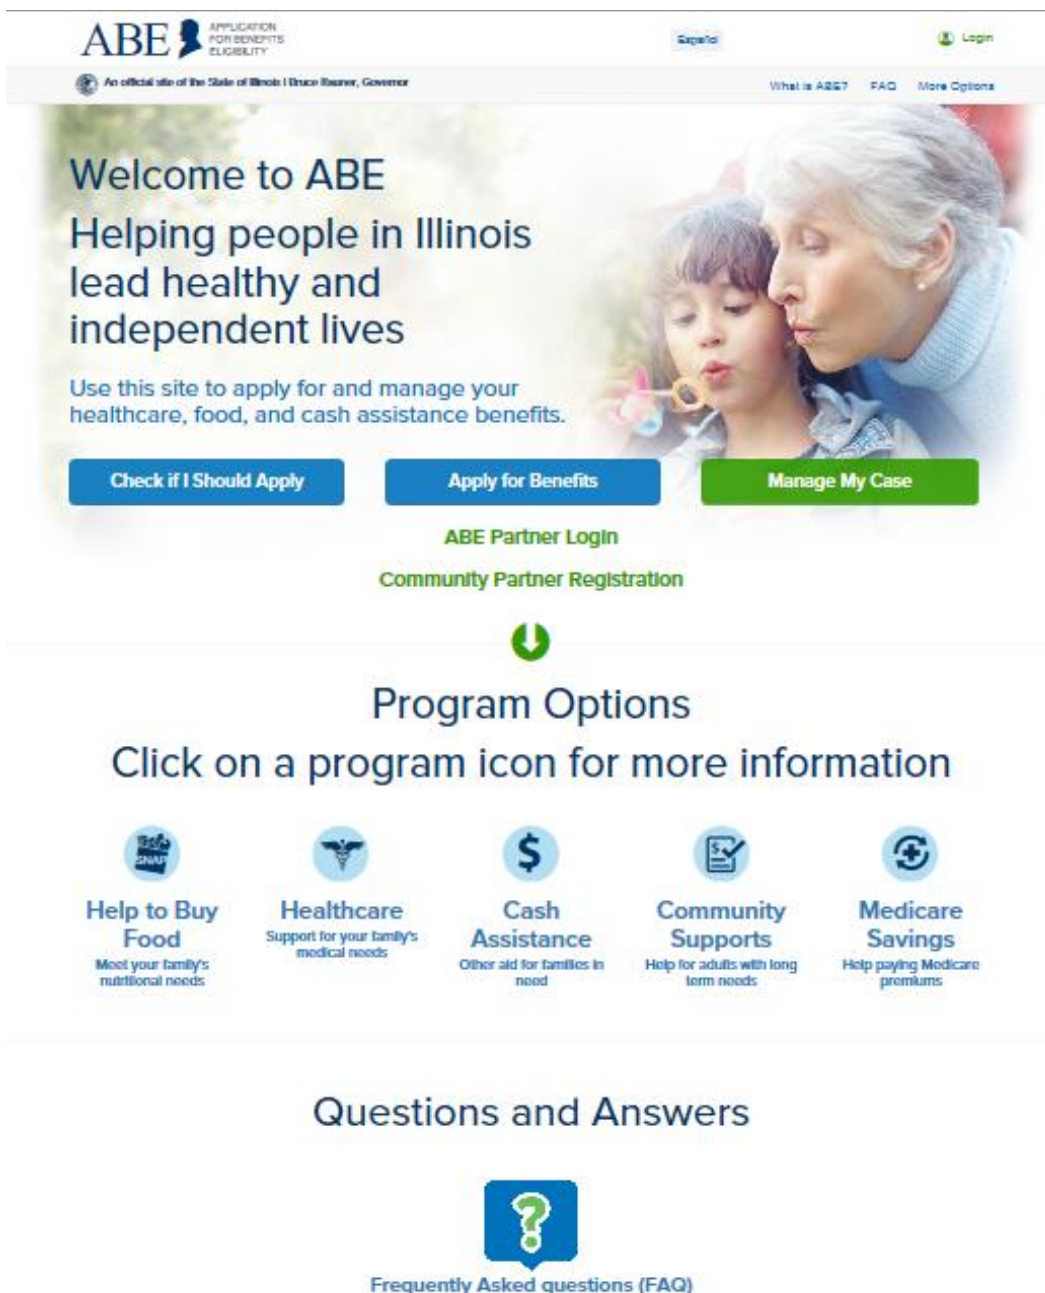 ABE
APPLICATION
FOR BENEFITS
ELIGIBILITY
Español
Login
An official site of the State of Illinois | Bruce Rauner, Governor
What is ABE? FAQ More Options
Welcome to ABE
Helping people in Illinois
lead healthy and
independent lives
Use this site to apply for and manage your
healthcare, food, and cash assistance benefits.
Check if I Should Apply
Apply for Benefits
Manage My Case
ABE Partner Login
Community Partner Registration
Program Options
Click on a program icon for more information
SNAP
$
Help to Buy
Food
Meet your family's
nutritional needs
Healthcare
Support for your family's
medical needs
Cash
Assistance
Other aid for families in
need
Community
Supports
Help for adults with long
term needs
Medicare
Savings
Help paying Medicare
premiums
Questions and Answers
?
Frequently Asked questions (FAQ)